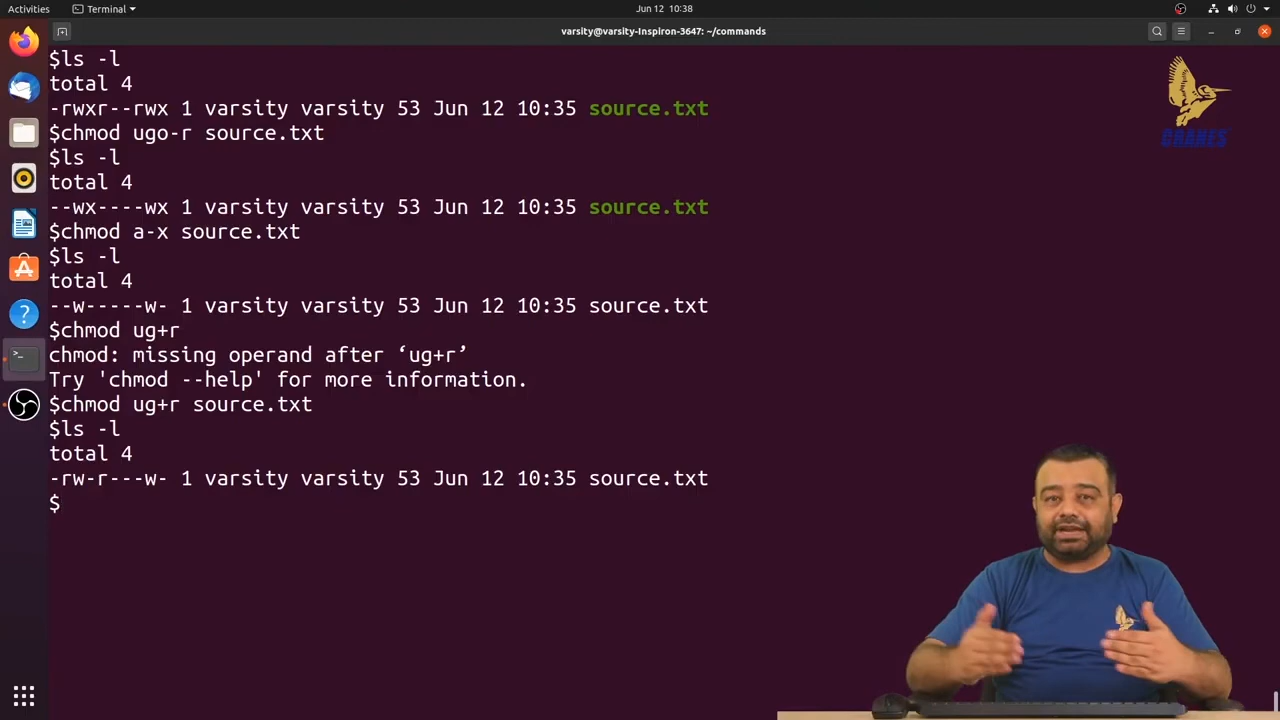 Activities
Terminal
Jun 12 10:38
varsity@varsity-Inspiron-3647: ~/commands
$ls -l
total 4
-rwxr--rwx 1 varsity varsity 53 Jun 12 10:35 source.txt
$chmod ugo-r source.txt
$ls -l
total 4
--wx----wx 1 varsity varsity 53 Jun 12 10:35 source.txt
$chmod a-x source.txt
$ls -l
total 4
--w-----w- 1 varsity varsity 53 Jun 12 10:35 source.txt
$chmod ug+r
chmod: missing operand after ‘ug+r’
Try 'chmod --help' for more information.
$chmod ug+r source.txt
$ls -l
total 4
-rw-r---w- 1 varsity varsity 53 Jun 12 10:35 source.txt
$
CRANES